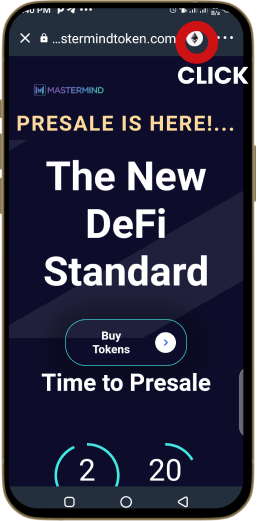 ...stermindtoken.com
CLICK
MASTERMIND
PRESALE IS HERE!...
The New
DeFi
Standard
Buy
Tokens
Time to Presale
2 20